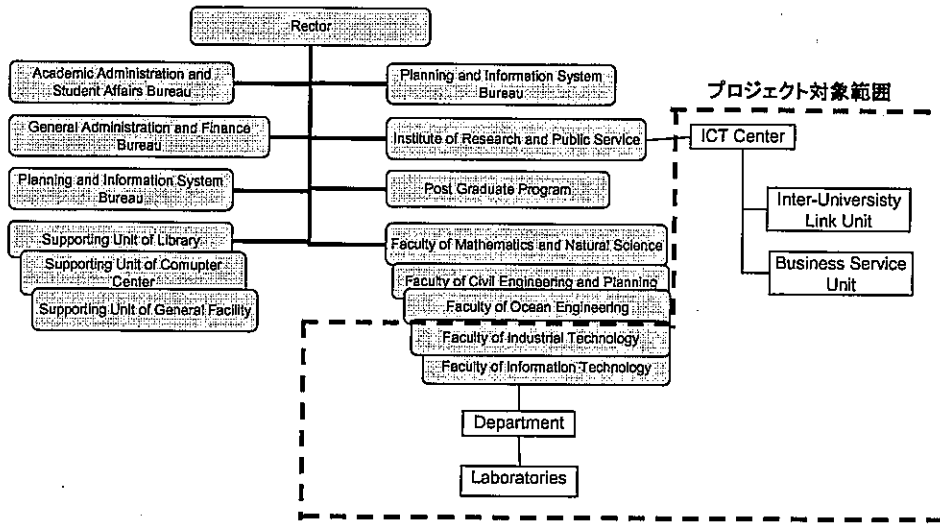 Rector
Academic Administration and
Student Affairs Bureau
Planning and Information System
Bureau
プロジェクト対象範囲
General Administration and Finance
Bureau
Institute of Research and Public Service
ICT Center
Planning and Information System
Bureau
Post Graduate Program
Inter-Universisty
Link Unit
Supporting Unit of Library
Faculty of Mathematics and Natural Science
Supporting Unit of Comupter
Center
Faculty of Civil Engineering and Planning
Business Service
Unit
Supporting Unit of General Facility
Faculty of Ocean Engineering
Faculty of Industrial Technology
Faculty of Information Technology
Department
Laboratories